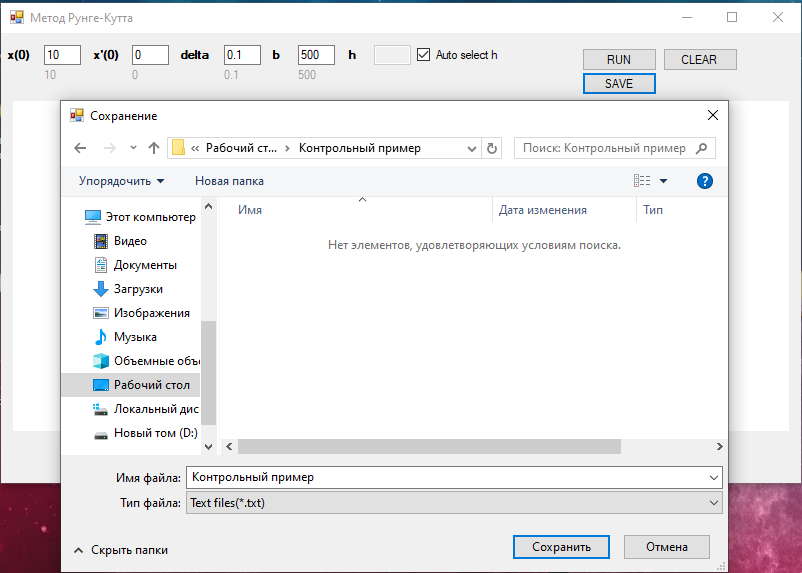 Метод Рунге-Кутта
x(0) 10 x'(0) 0 delta 0.1 b 500 h Auto select h RUN CLEAR
10 0 0.1 500 SAVE
Сохранение
« Рабочий ст... › Контрольный пример Поиск: Контрольный пример
Упорядочить Новая папка ?
Этот компьютер Имя Дата изменения Тип
Видео Нет элементов, удовлетворяющих условиям поиска.
Документы
Загрузки
Изображения
Музыка
Объемные объе
Рабочий стол
Локальный дис
Новый том (D:)
Имя файла: Контрольный пример
Тип файла: Text files(*.txt)
Скрыть папки Сохранить Отмена